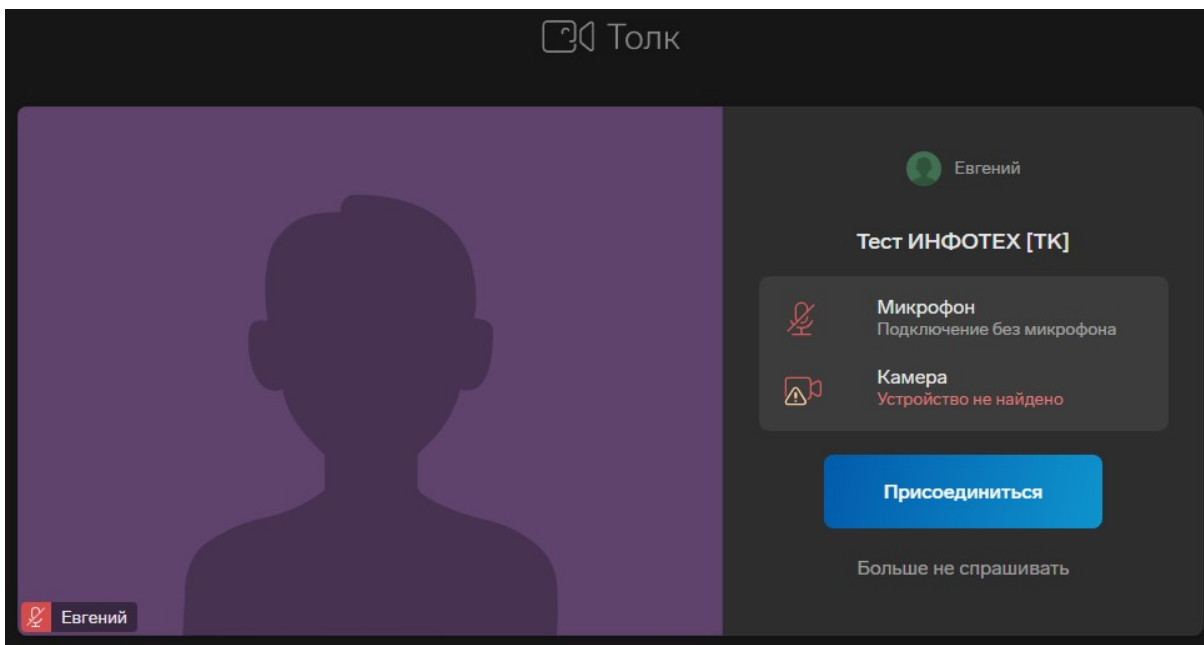 Толк
Евгений
Тест ИНФОТЕХ [ТК]
Микрофон
Подключение без микрофона
Камера
Устройство не найдено
Присоединиться
Больше не спрашивать
Евгений